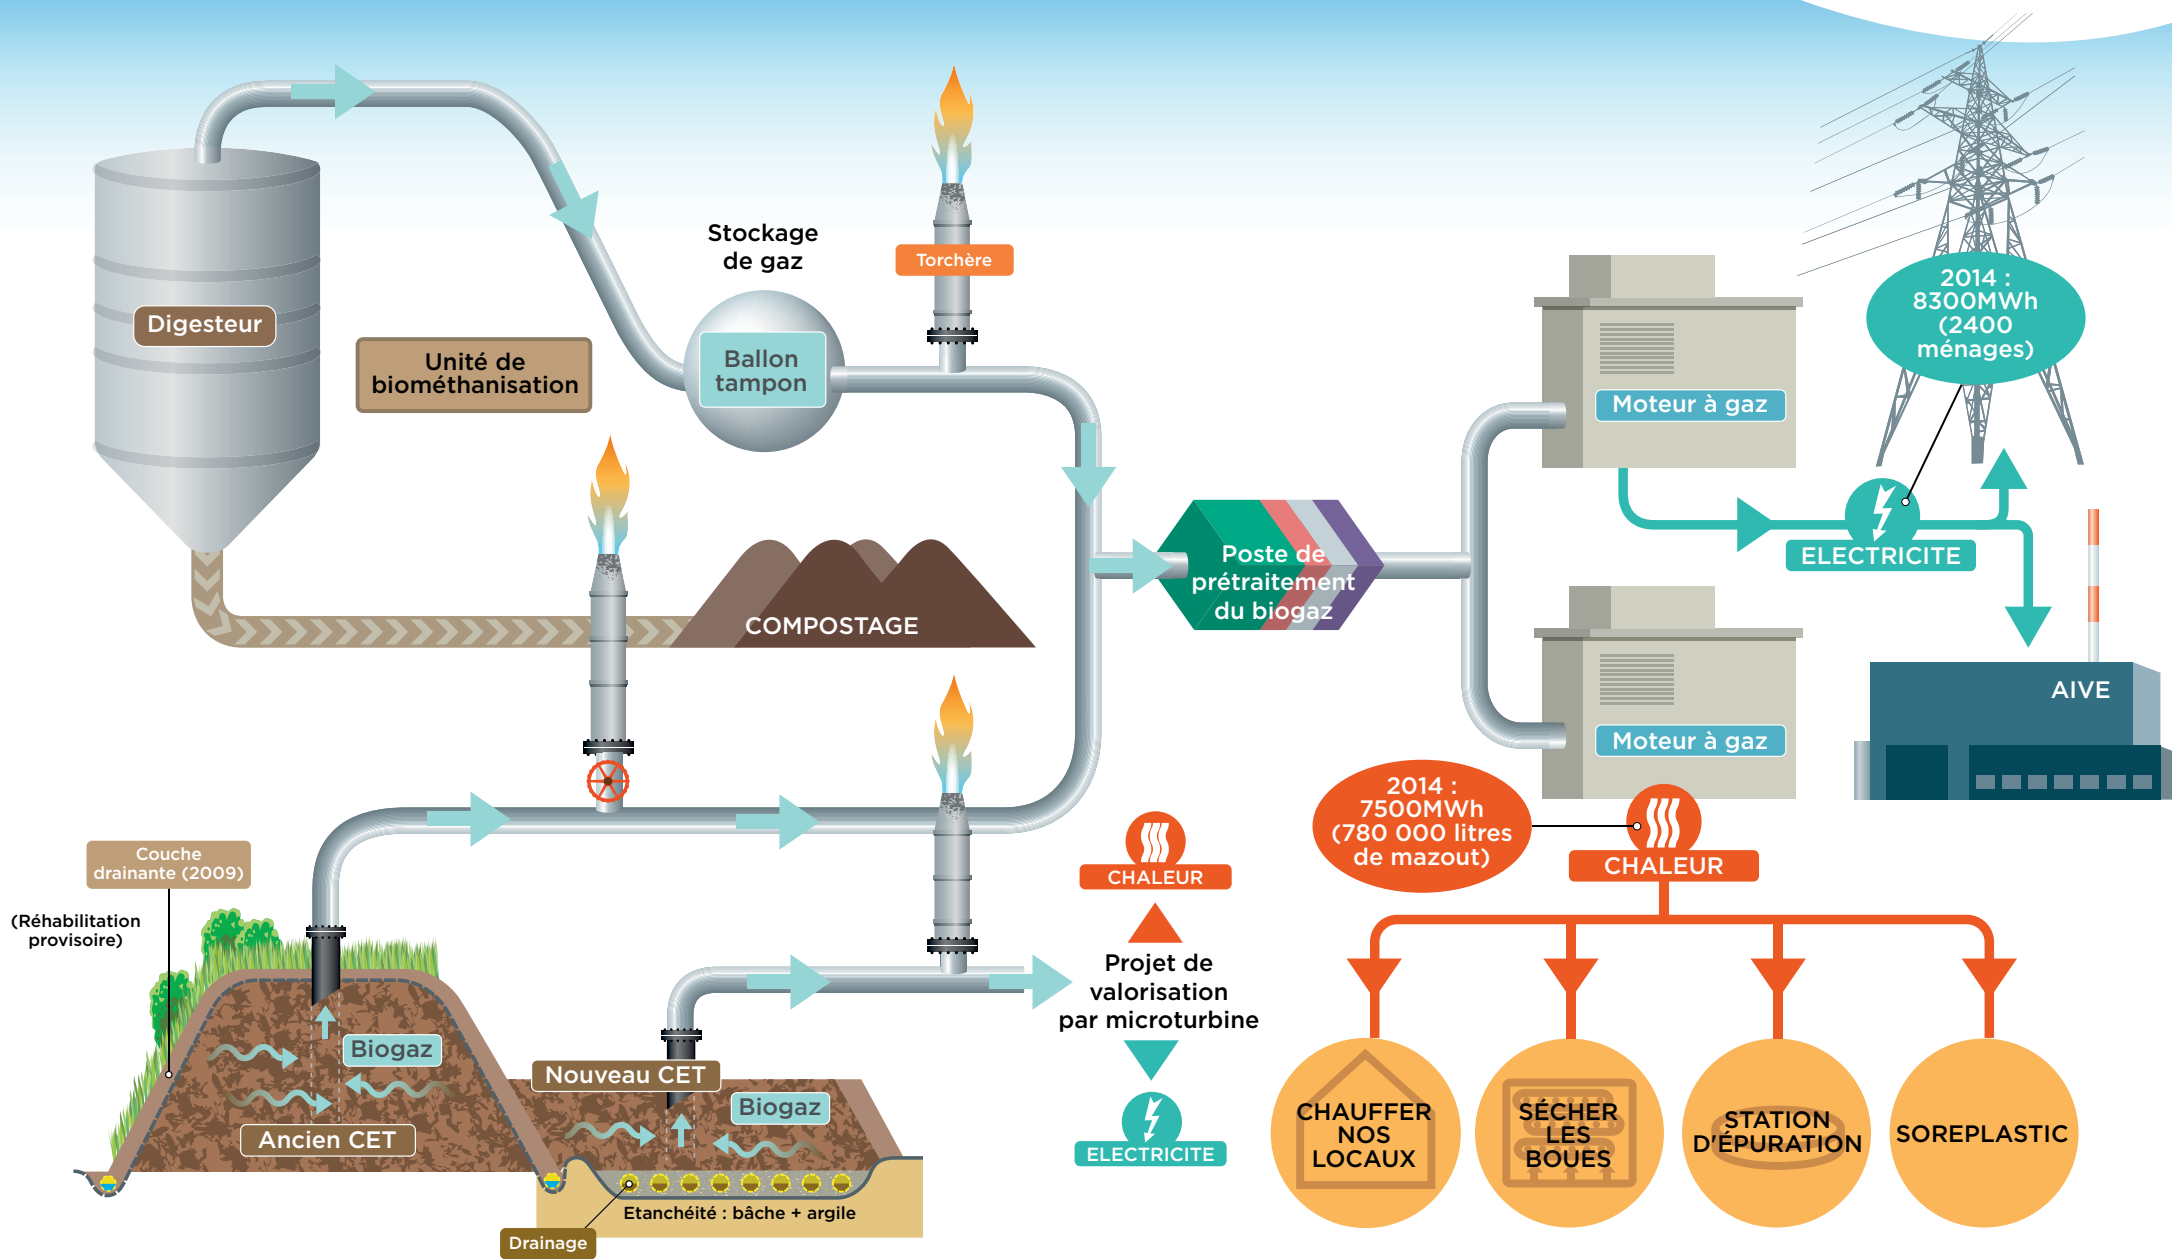 Digesteur
Unité de
biométhanisation
Stockage
de gaz
Ballon
tampon
Torchère
COMPOSTAGE
Poste de
prétraitement
du biogaz
Moteur à gaz
Moteur à gaz
2014 :
8300MWh
(2400
ménages)
ELECTRICITE
AIVE
2014 :
7500MWh
(780 000 litres
de mazout)
CHALEUR
CHAUFFER
NOS
LOCAUX
SÉCHER
LES
BOUES
STATION
D'ÉPURATION
SOREPLASTIC
CHALEUR
Projet de
valorisation
par microturbine
ELECTRICITE
Couche
drainante (2009)
(Réhabilitation
provisoire)
Biogaz
Ancien CET
Nouveau CET
Biogaz
Etanchéité : bâche + argile
Drainage